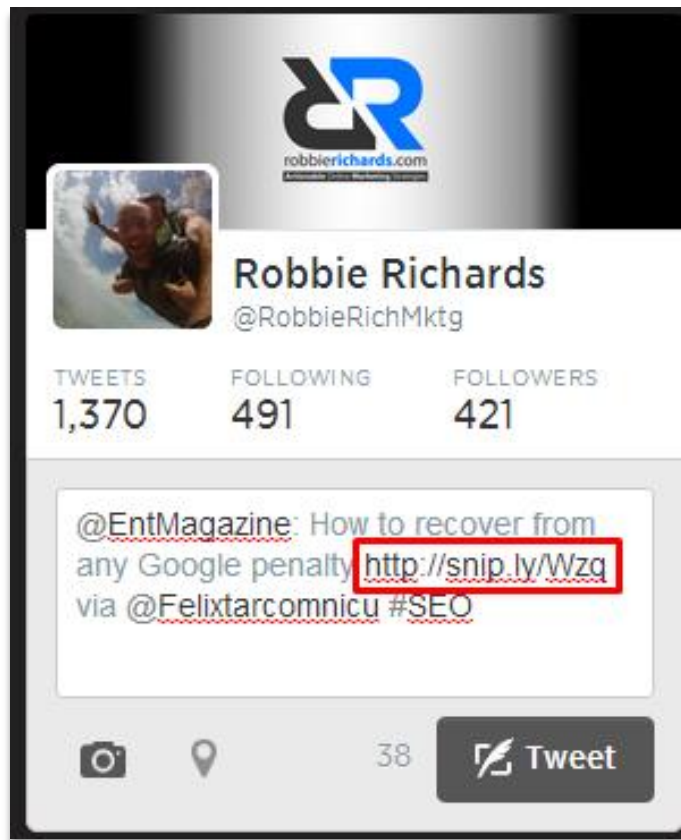 RR
robbierichards.com
Actionable Online Marketing Strategies
Robbie Richards
@RobbieRichMktg
TWEETS FOLLOWING FOLLOWERS
1,370 491 421
@EntMagazine: How to recover from
any Google penalty http://snip.ly/Wzq
via @Felixtarcomnicu #SEO
38 Tweet